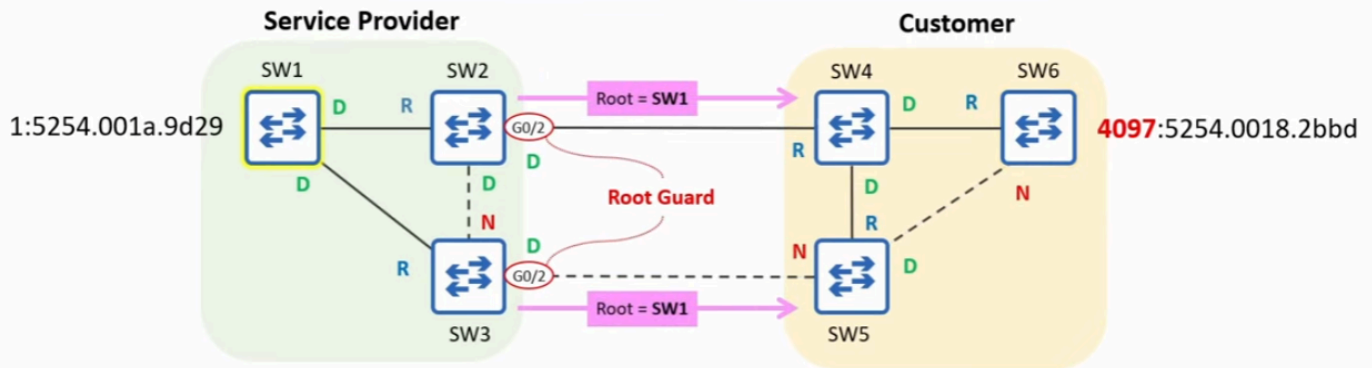 Service Provider
Customer
SW1
SW2
SW4
SW6
Root = SW1
D
R
D
R
1:5254.001a.9d29
G0/2
4097:5254.0018.2bbd
R
D
D
D
D
Root Guard
N
R
N
D
N
R
G0/2
D
Root = SW1
SW3
SW5